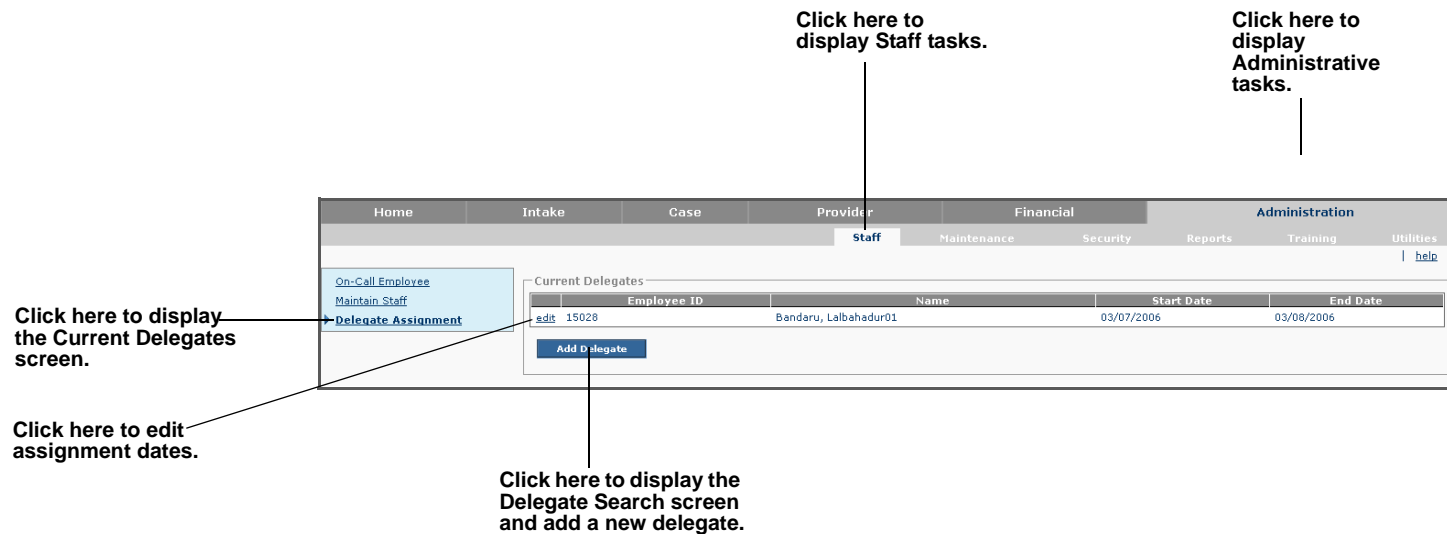 Click here to
display Staff tasks.
Click here to
display
Administrative
tasks.
Home Intake Case Provider Financial Administration
Staff Maintenance Security Reports Training Utilities
| help
On-Call Employee
Maintain Staff
Delegate Assignment
Current Delegates
Employee ID Name Start Date End Date
edit 15028 Bandaru, Lalbahadur01 03/07/2006 03/08/2006
Add Delegate
Click here to display
the Current Delegates
screen.
Click here to edit
assignment dates.
Click here to display the
Delegate Search screen
and add a new delegate.